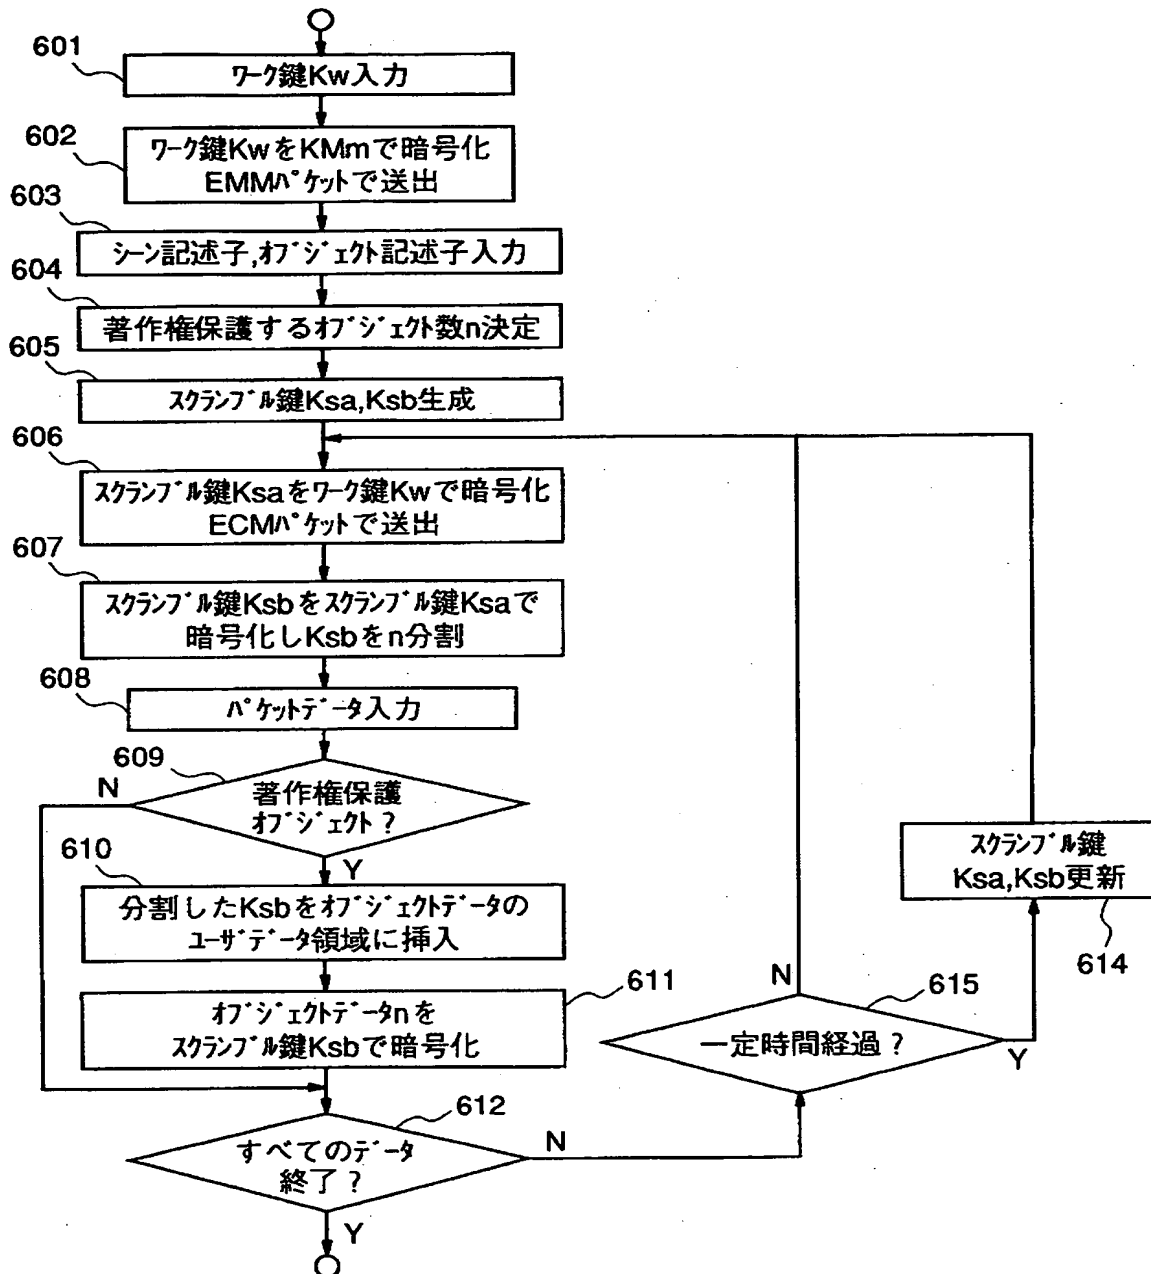 601
ワーク鍵Kw入力
602
ワーク鍵KwをKMmで暗号化
EMMパケットで送出
603
シーン記述子,オブジェクト記述子入力
604
著作権保護するオブジェクト数n決定
605
スクランブル鍵Ksa,Ksb生成
606
スクランブル鍵Ksaをワーク鍵Kwで暗号化
ECMパケットで送出
607
スクランブル鍵Ksbをスクランブル鍵Ksaで
暗号化しKsbをn分割
608
パケットデータ入力
609
N
著作権保護
オブジェクト?
Y
610
分割したKsbをオブジェクトデータの
ユーザデータ領域に挿入
611
オブジェクトデータnを
スクランブル鍵Ksbで暗号化
612
すべてのデータ
終了?
N
Y
615
一定時間経過?
N
Y
スクランブル鍵
Ksa,Ksb更新
614